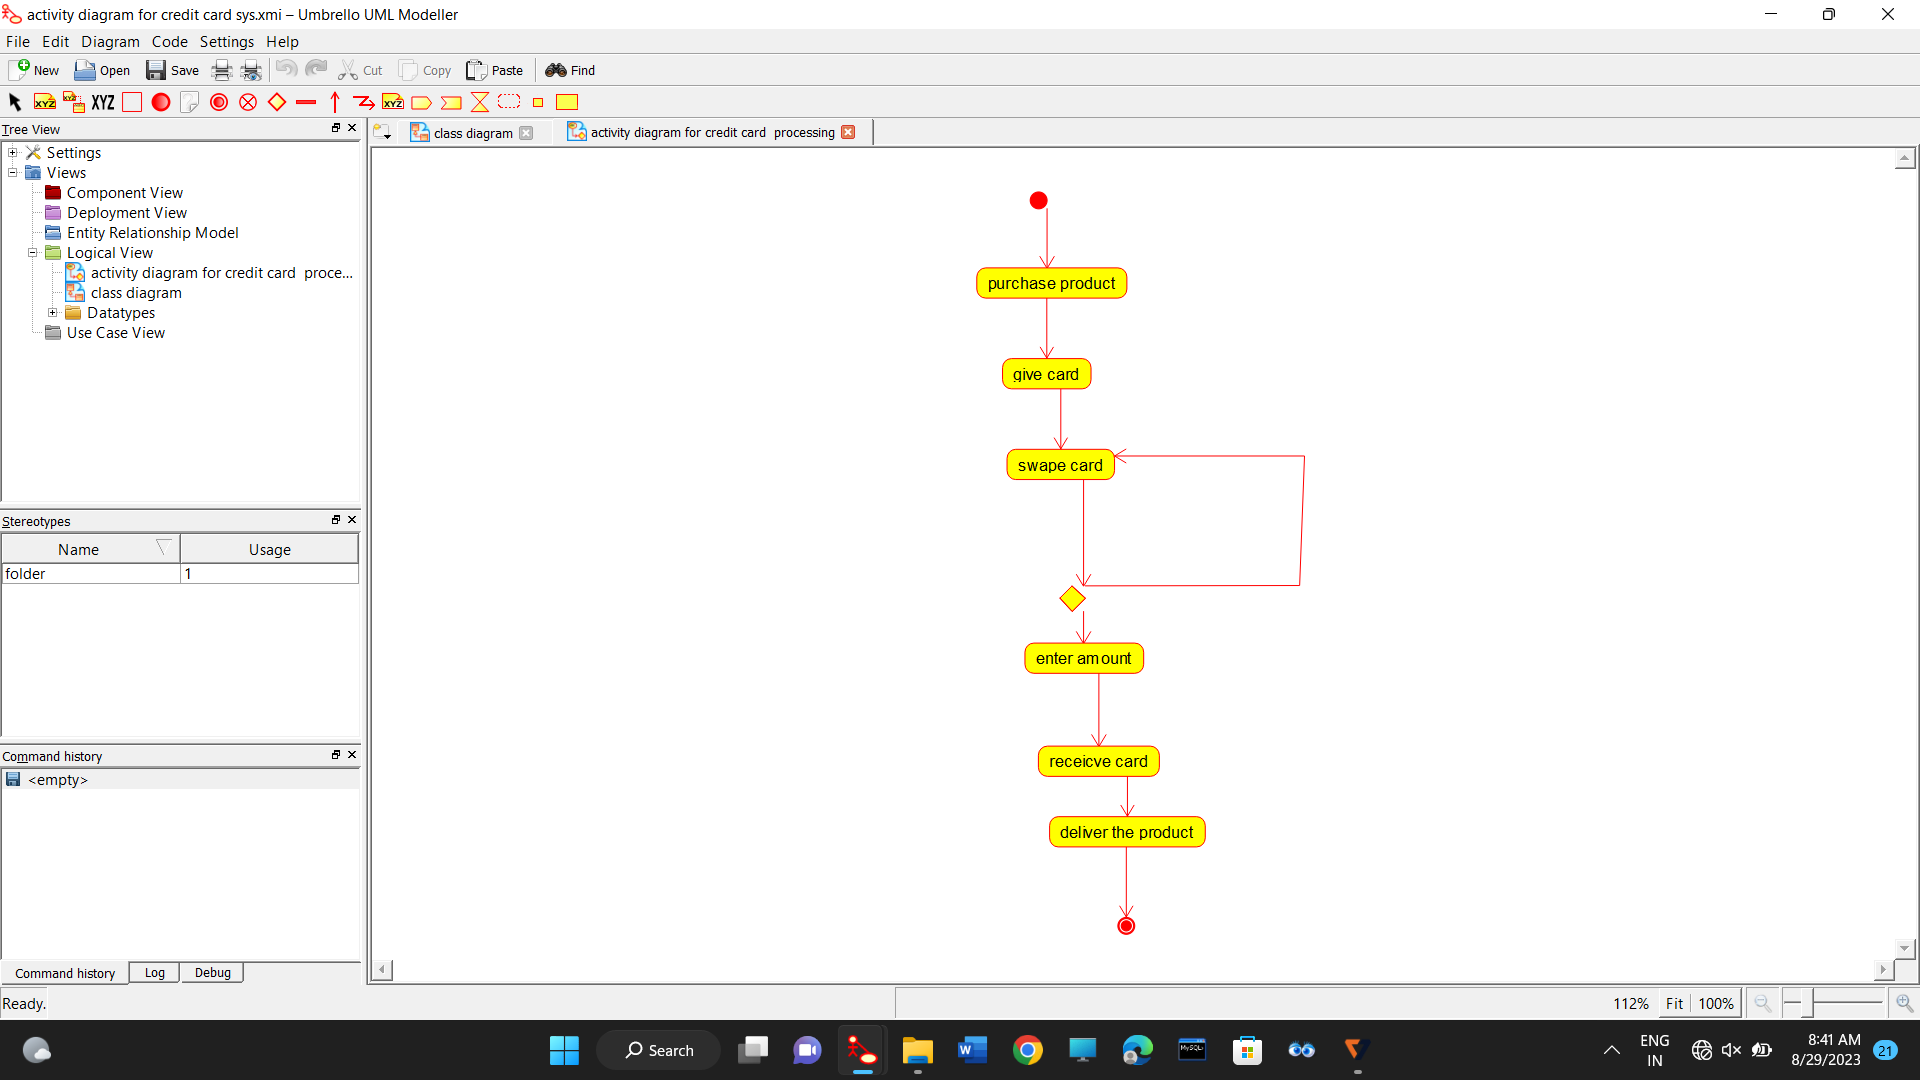 activity diagram for credit card sys.xmi – Umbrello UML Modeller
File Edit Diagram Code Settings Help
New Open Save Cut Copy Paste Find
XYZ XYZ XYZ XYZ
Tree View
class diagram
activity diagram for credit card  processing
Settings
Views
Component View
Deployment View
Entity Relationship Model
Logical View
activity diagram for credit card  proce...
class diagram
Datatypes
Use Case View
Stereotypes
Name Usage
folder 1
Command history
<empty>
Command history Log Debug
purchase product
give card
swape card
enter amount
receicve card
deliver the product
Ready.
112% Fit 100%
Search
W
MySQL
ENG
IN
8:41 AM
8/29/2023
21